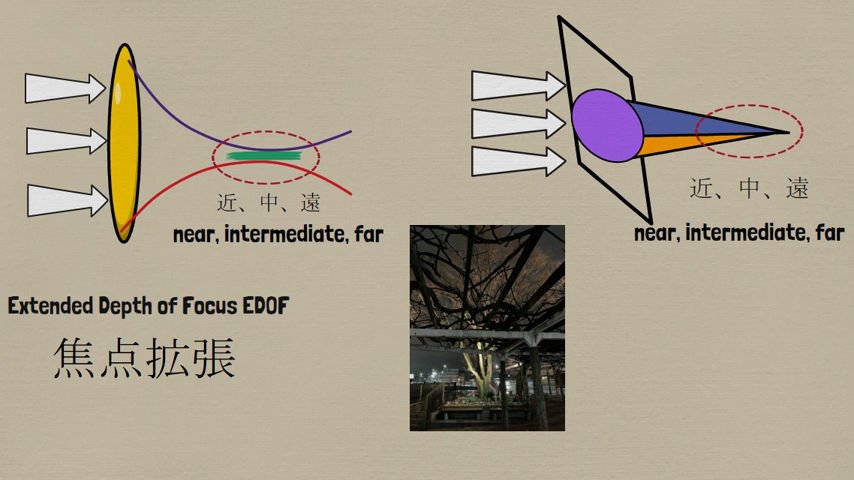 近、中、遠
near, intermediate, far
近、中、遠
near, intermediate, far
Extended Depth of Focus EDOF
焦点拡張